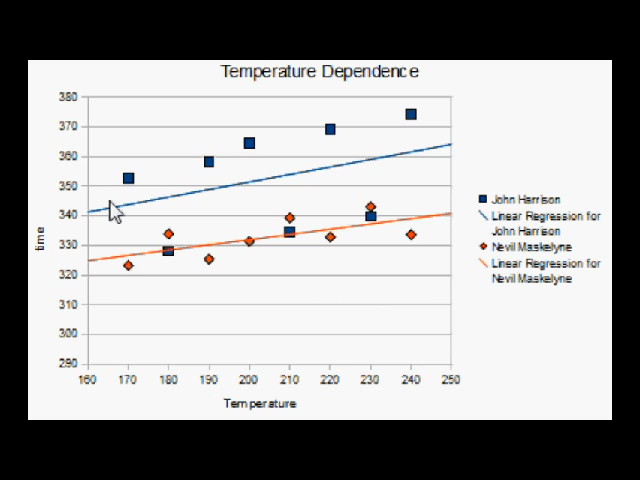 Temperature Dependence
380
370
360
350
340
330
320
310
300
290
time
160 170 180 190 200 210 220 230 240 250
Temperature
John Harrison
Linear Regression for
John Harrison
Nevil Maskelyne
Linear Regression for
Nevil Maskelyne